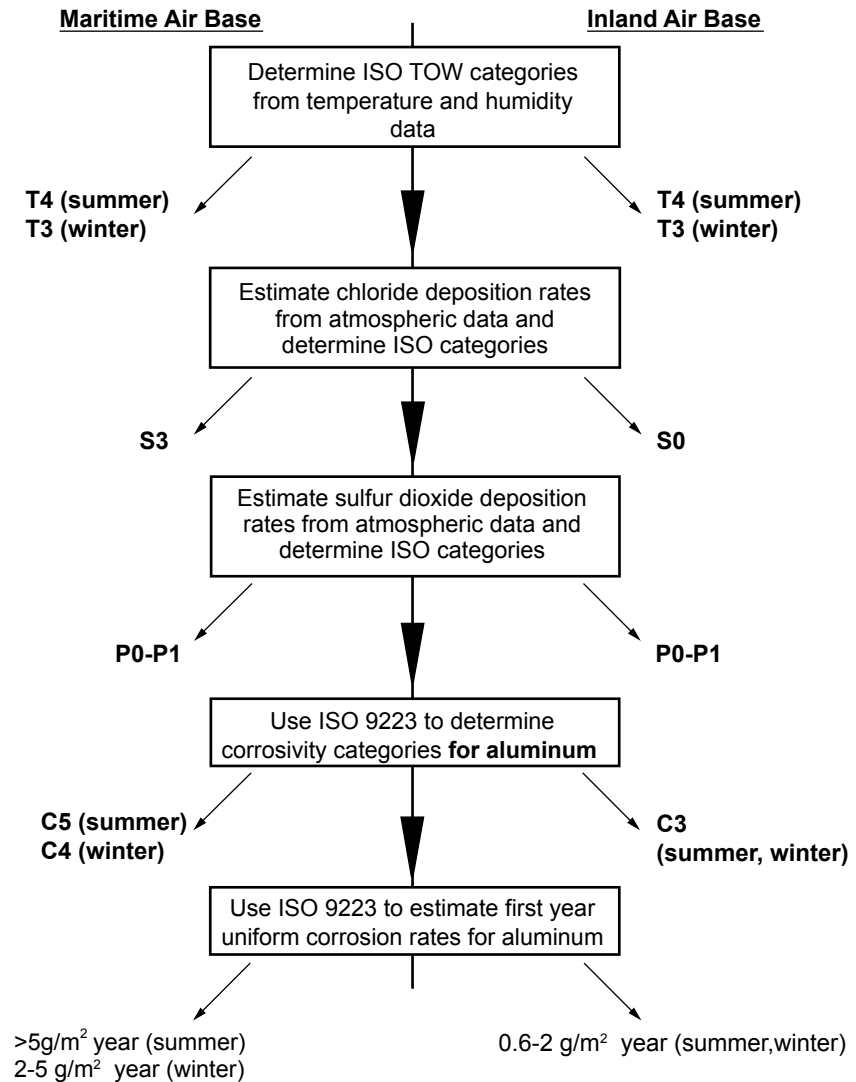 Maritime Air Base
Inland Air Base
Determine ISO TOW categories
from temperature and humidity
data
T4 (summer)
T3 (winter)
T4 (summer)
T3 (winter)
Estimate chloride deposition rates
from atmospheric data and
determine ISO categories
S3
S0
Estimate sulfur dioxide deposition
rates from atmospheric data and
determine ISO categories
P0-P1
P0-P1
Use ISO 9223 to determine
corrosivity categories for aluminum
C5 (summer)
C4 (winter)
C3
(summer, winter)
Use ISO 9223 to estimate first year
uniform corrosion rates for aluminum
>5g/m² year (summer)
2-5 g/m² year (winter)
0.6-2 g/m² year (summer,winter)